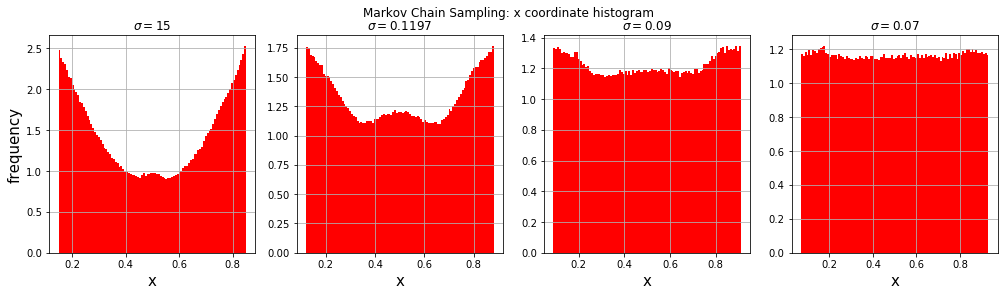 Markov Chain Sampling: x coordinate histogram
σ = 15
σ = 0.1197
σ = 0.09
σ = 0.07
frequency
2.5
2.0
1.5
1.0
0.5
0.0
0.2 0.4 0.6 0.8
x
1.75
1.50
1.25
1.00
0.75
0.50
0.25
0.00
0.2 0.4 0.6 0.8
x
1.4
1.2
1.0
0.8
0.6
0.4
0.2
0.0
0.2 0.4 0.6 0.8
x
1.2
1.0
0.8
0.6
0.4
0.2
0.0
0.2 0.4 0.6 0.8
x